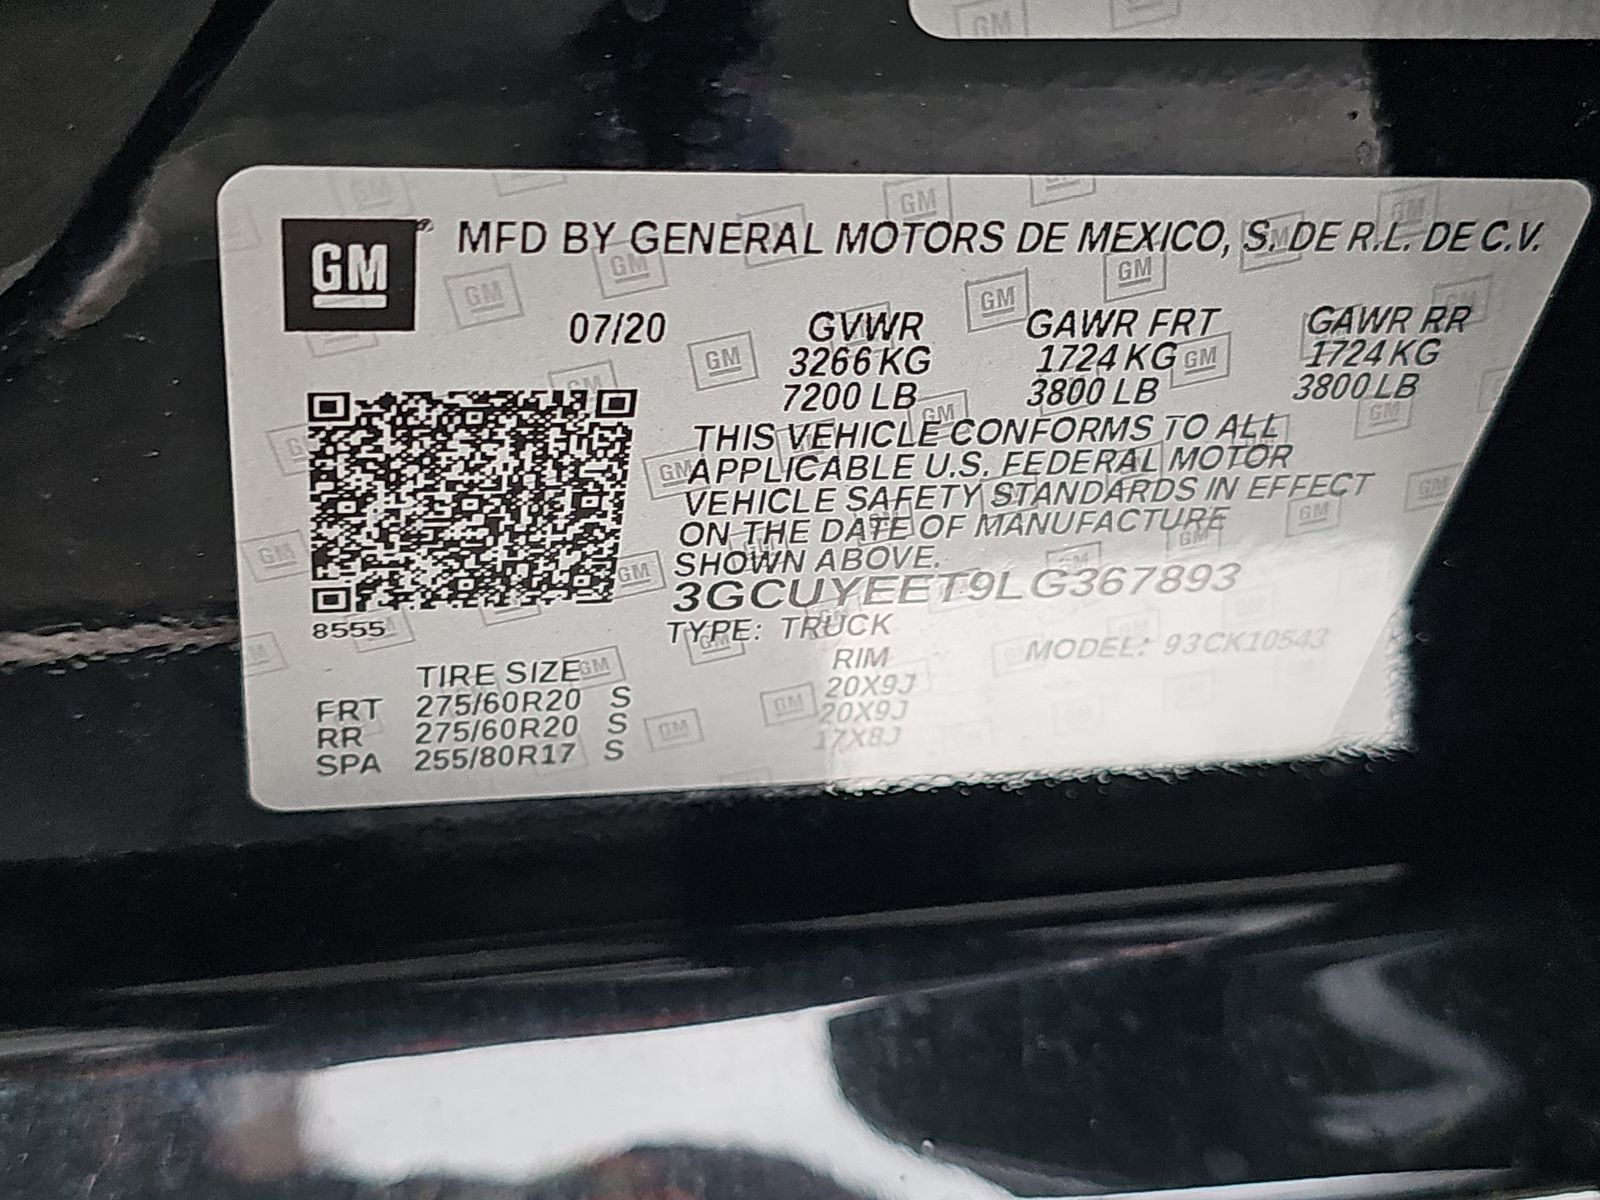 GM MFD BY GENERAL MOTORS DE MEXICO, S. DE R.L. DE C.V.
07/20 GVWR GAWR FRT GAWR RR
3266 KG 1724 KG 1724 KG
7200 LB 3800 LB 3800 LB
THIS VEHICLE CONFORMS TO ALL
APPLICABLE U.S. FEDERAL MOTOR
VEHICLE SAFETY STANDARDS IN EFFECT
ON THE DATE OF MANUFACTURE
SHOWN ABOVE.
3GCUYEET9LG367893
8555 TYPE: TRUCK MODEL: 93CK10543
TIRE SIZE RIM
FRT 275/60R20 S 20X9J
RR 275/60R20 S 20X9J
SPA 255/80R17 S 17X8J